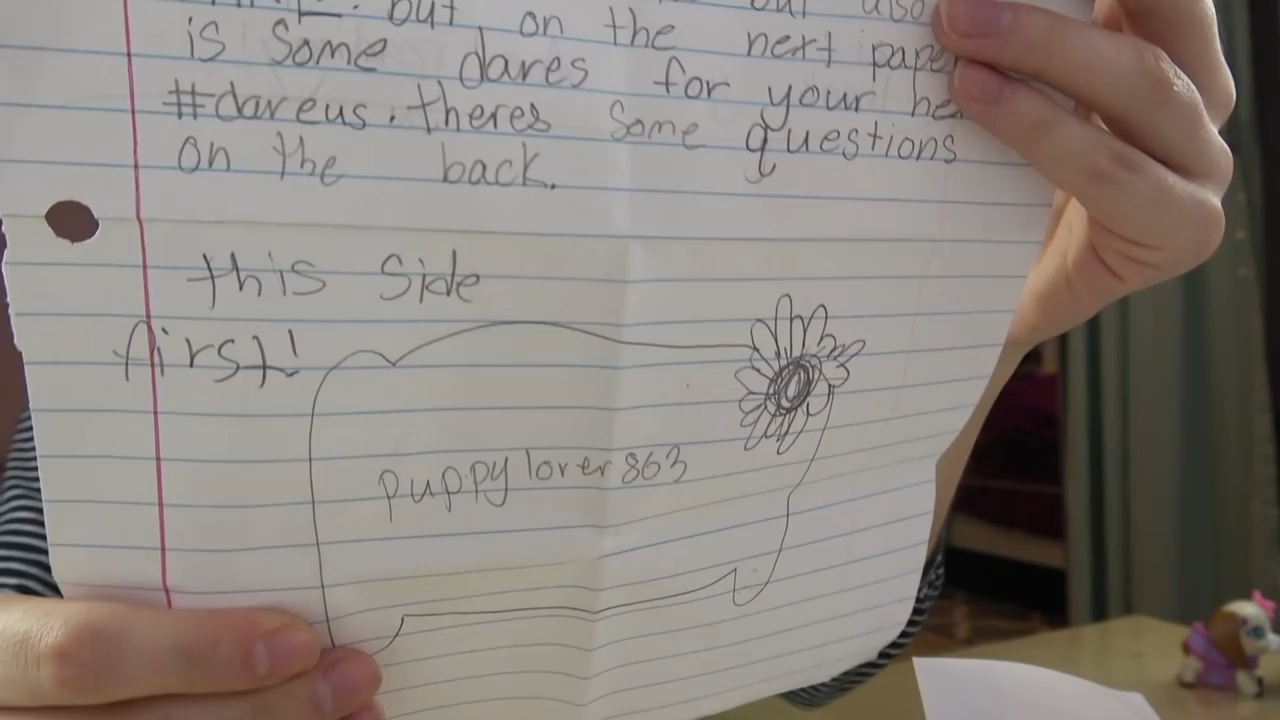 but on the next paper
is some dares for your
#dareus. theres some questions
on the back.
this side
first!
puppylover863